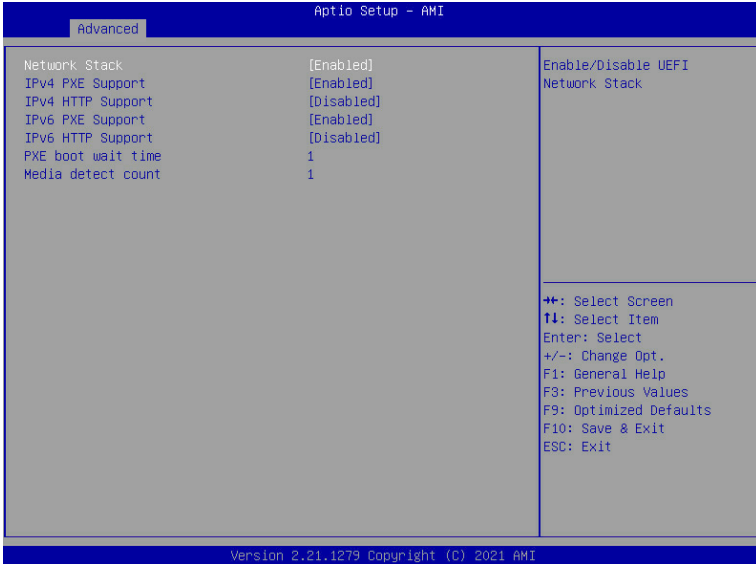 Aptio Setup – AMI
Advanced
Network Stack [Enabled]
IPv4 PXE Support [Enabled]
IPv4 HTTP Support [Disabled]
IPv6 PXE Support [Enabled]
IPv6 HTTP Support [Disabled]
PXE boot wait time 1
Media detect count 1
Enable/Disable UEFI
Network Stack
→←: Select Screen
↑↓: Select Item
Enter: Select
+/-: Change Opt.
F1: General Help
F3: Previous Values
F9: Optimized Defaults
F10: Save & Exit
ESC: Exit
Version 2.21.1279 Copyright (C) 2021 AMI